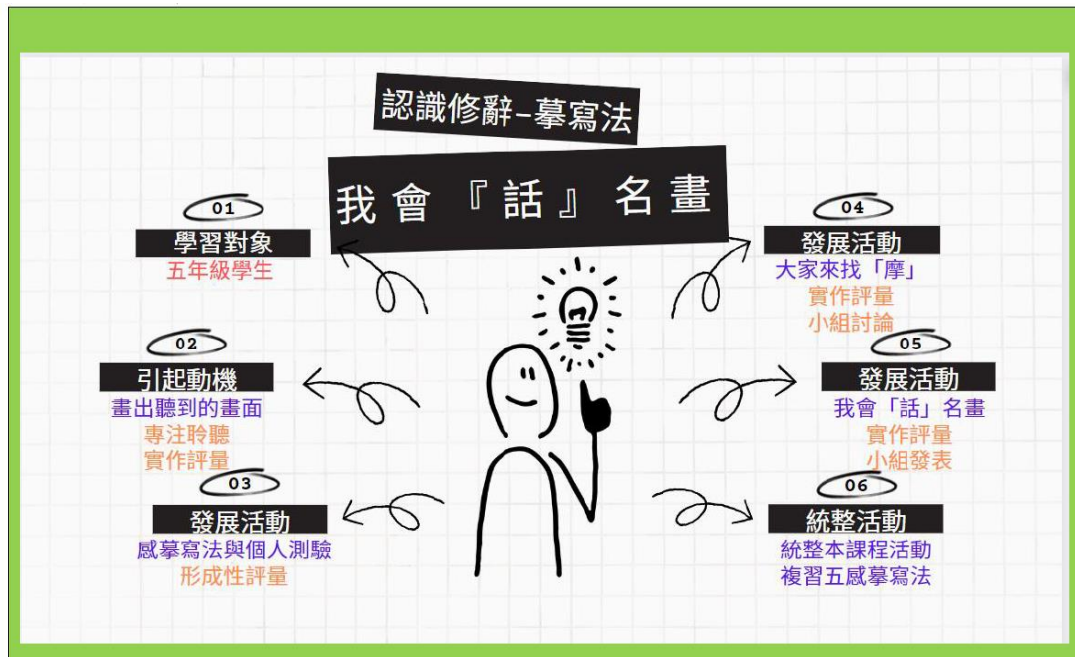 認識修辭-摹寫法
我會『話』名畫
01
學習對象
五年級學生
02
引起動機
畫出聽到的畫面
專注聆聽
實作評量
03
發展活動
感摹寫法與個人測驗
形成性評量
04
發展活動
大家來找「摩」
實作評量
小組討論
05
發展活動
我會「話」名畫
實作評量
小組發表
06
統整活動
統整本課程活動
複習五感摹寫法